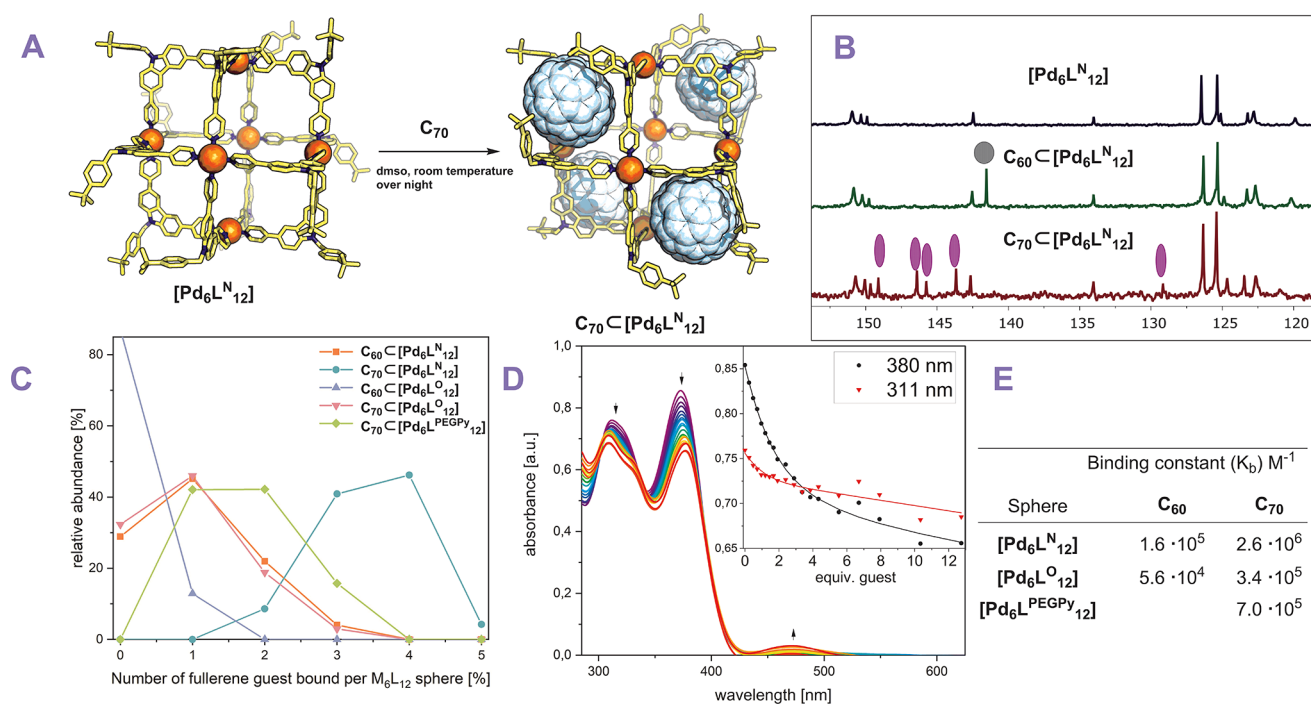 A
C₇₀
dmso, room temperature
over night
[Pd₆Lᴺ₁₂]
C₇₀⊂[Pd₆Lᴺ₁₂]
B
[Pd₆Lᴺ₁₂]
C₆₀⊂[Pd₆Lᴺ₁₂]
C₇₀⊂[Pd₆Lᴺ₁₂]
150 145 140 135 130 125 120
C
relative abundance [%]
80
60
40
20
0
C₆₀⊂[Pd₆Lᴺ₁₂]
C₇₀⊂[Pd₆Lᴺ₁₂]
C₆₀⊂[Pd₆Lᴼ₁₂]
C₇₀⊂[Pd₆Lᴼ₁₂]
C₇₀⊂[Pd₆Lᴾᴱᴳᴾʸ₁₂]
0 1 2 3 4 5
Number of fullerene guest bound per M₆L₁₂ sphere [%]
D
absorbance [a.u.]
1,0
0,8
0,6
0,4
0,2
0,0
300 400 500 600
wavelength [nm]
380 nm
311 nm
0,85
0,80
0,75
0,70
0,65
0 2 4 6 8 10 12
equiv. guest
E
Binding constant (K_b) M⁻¹
Sphere C₆₀ C₇₀
[Pd₆Lᴺ₁₂] 1.6 ·10⁵ 2.6 ·10⁶
[Pd₆Lᴼ₁₂] 5.6 ·10⁴ 3.4 ·10⁵
[Pd₆Lᴾᴱᴳᴾʸ₁₂] 7.0 ·10⁵